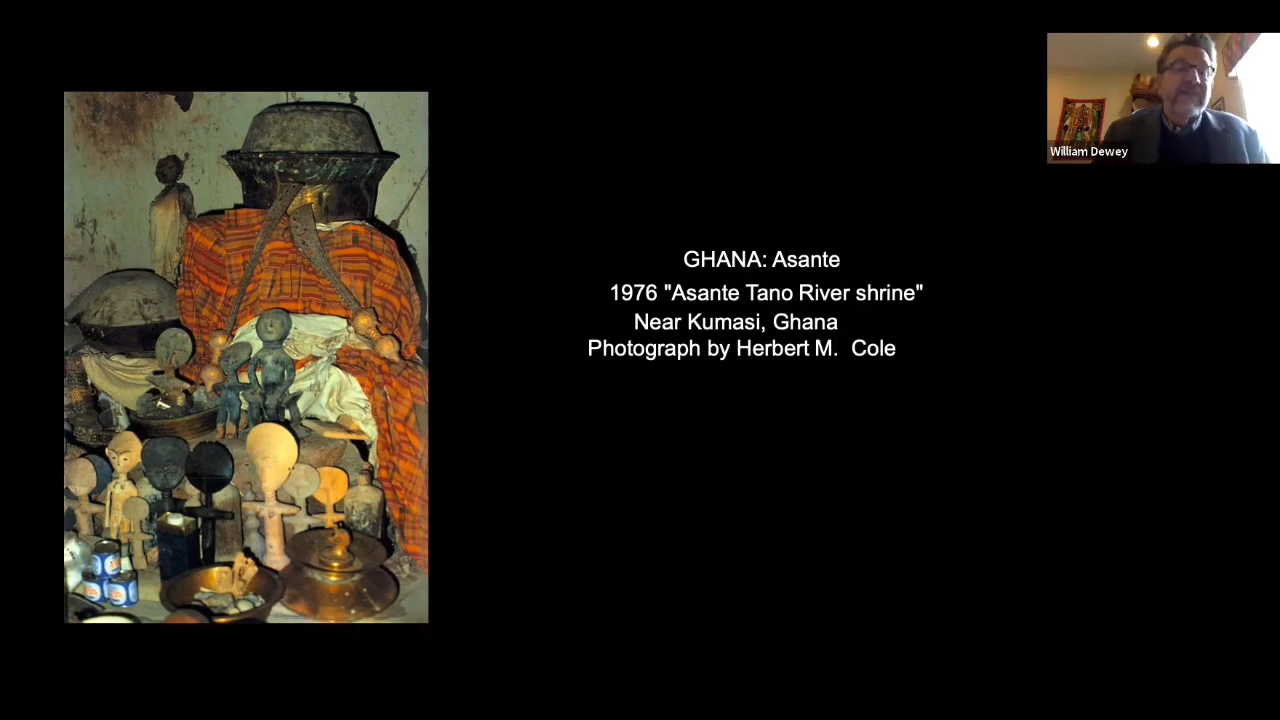 GHANA: Asante
1976 "Asante Tano River shrine"
Near Kumasi, Ghana
Photograph by Herbert M.  Cole
William Dewey